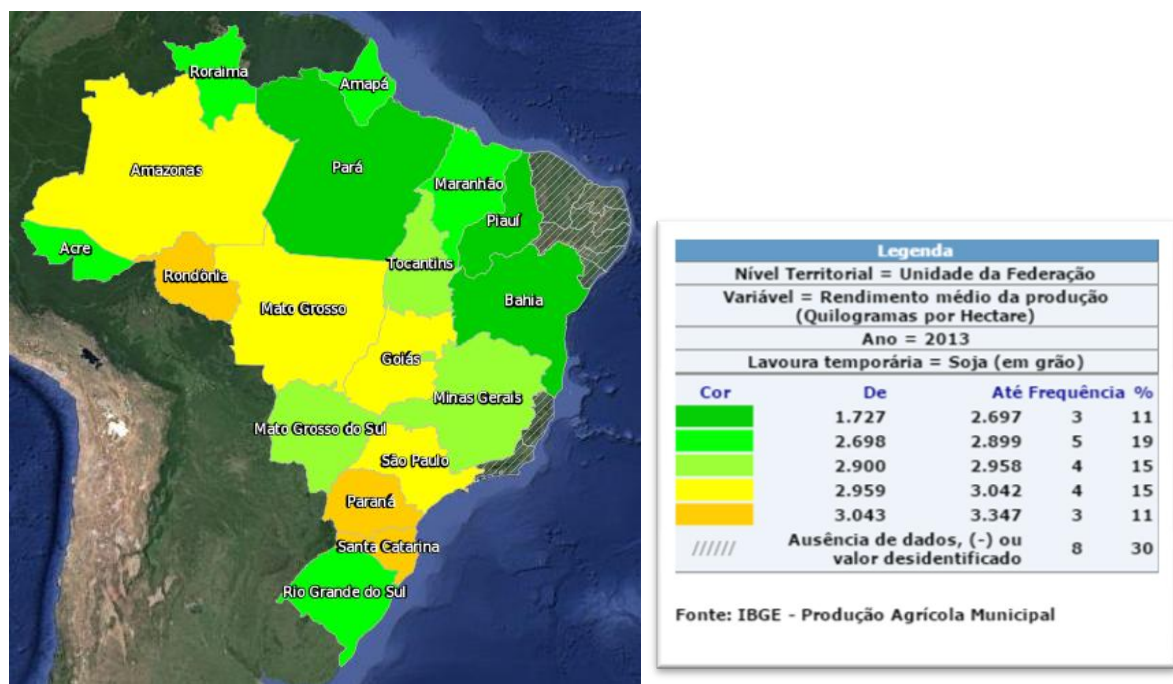 Roraima
Amapá
Amazonas
Pará
Maranhão
Piauí
Acre
Rondônia
Tocantins
Bahia
Mato Grosso
Goiás
Minas Gerais
Mato Grosso do Sul
São Paulo
Paraná
Santa Catarina
Rio Grande do Sul
Legenda
Nível Territorial = Unidade da Federação
Variável = Rendimento médio da produção
(Quilogramas por Hectare)
Ano = 2013
Lavoura temporária = Soja (em grão)
Cor De Até Frequência %
1.727 2.697 3 11
2.698 2.899 5 19
2.900 2.958 4 15
2.959 3.042 4 15
3.043 3.347 3 11
////// Ausência de dados, (-) ou
valor desidentificado 8 30
Fonte: IBGE - Produção Agrícola Municipal